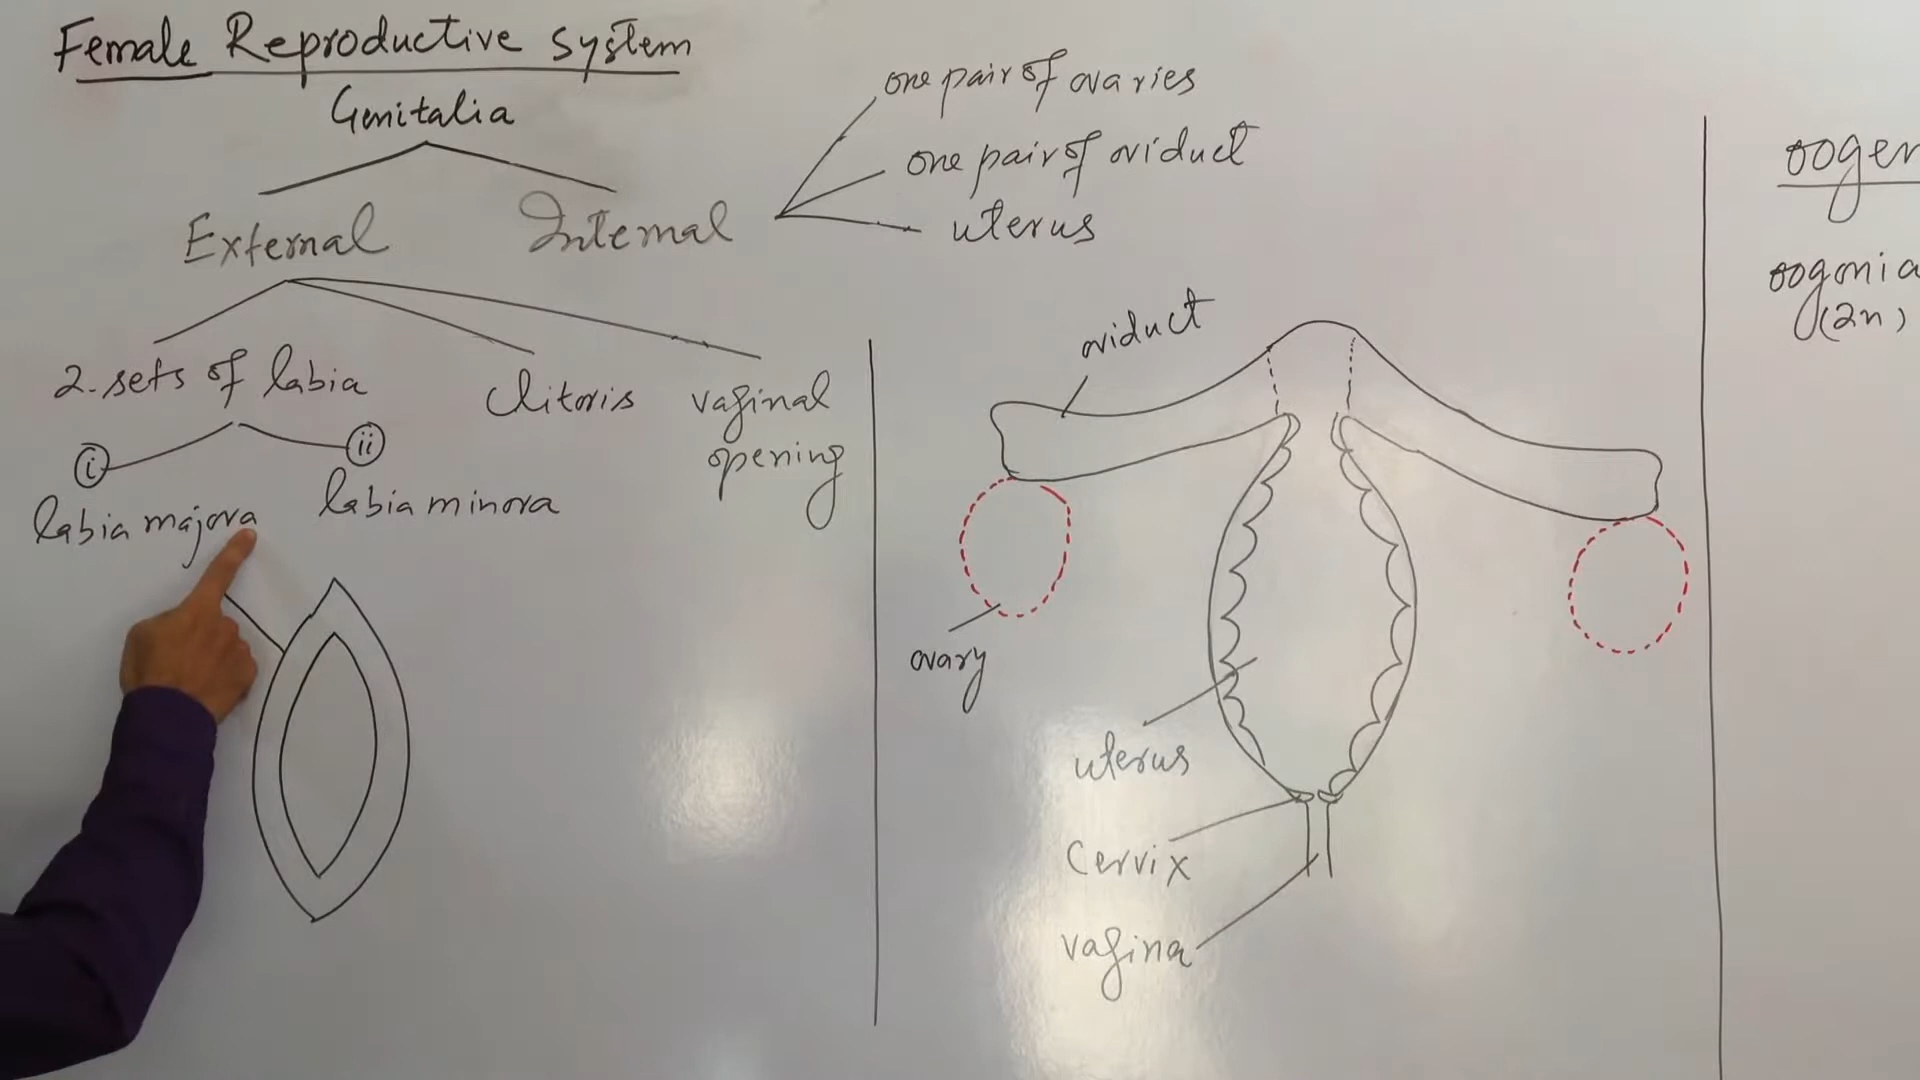 Female Reproductive system
Genitalia
External Internal
one pair of ovaries
one pair of oviduct
uterus
2-sets of labia
clitoris
vaginal
opening
i
ii
labia majora
labia minora
oviduct
ovary
uterus
Cervix
vagina
oogen
oogonia
(2n)